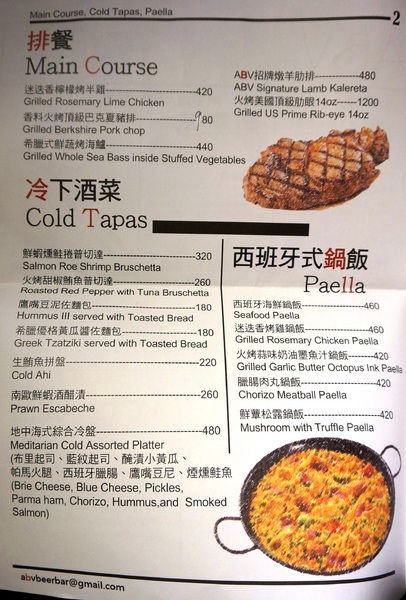 Main Course, Cold Tapas, Paella
2
排餐
Main Course
迷迭香檸檬烤半雞-----------------------420
Grilled Rosemary Lime Chicken
香料火烤頂級巴克夏豬排--------------980
Grilled Berkshire Pork chop
希臘式鮮蔬烤海鱸-----------------------440
Grilled Whole Sea Bass inside Stuffed Vegetables
ABV招牌燉羊肋排-----------480
ABV Signature Lamb Kalereta
火烤美國頂級肋眼14oz------1200
Grilled US Prime Rib-eye 14oz
冷下酒菜
Cold Tapas
鮮蝦燻鮭捲普切達-----------------------320
Salmon Roe Shrimp Bruschetta
火烤甜椒鮪魚普切達--------------------260
Roasted Red Pepper with Tuna Bruschetta
鷹嘴豆泥佐麵包--------------------180
Hummus III served with Toasted Bread
希臘優格黃瓜醬佐麵包---------------180
Greek Tzatziki served with Toasted Bread
生鮪魚拼盤-------------------------------220
Cold Ahi
南歐鮮蝦酒醋漬---------------------------260
Prawn Escabeche
地中海式綜合冷盤-----------------------480
Meditarian Cold Assorted Platter
(布里起司、藍紋起司、醃漬小黃瓜、
帕馬火腿、西班牙臘腸、鷹嘴豆尼、煙燻鮭魚
(Brie Cheese, Blue Cheese, Pickles,
Parma ham, Chorizo, Hummus,and Smoked
Salmon)
西班牙式鍋飯
Paella
西班牙海鮮鍋飯----------------460
Seafood Paella
迷迭香烤雞鍋飯---------------460
Grilled Rosemary Chicken Paella
火烤蒜味奶油墨魚汁鍋飯------420
Grilled Garlic Butter Octopus Ink Paella
臘腸肉丸鍋飯------------------420
Chorizo Meatball Paella
鮮蕈松露鍋飯--------------------420
Mushroom with Truffle Paella
abvbeerbar@gmail.com